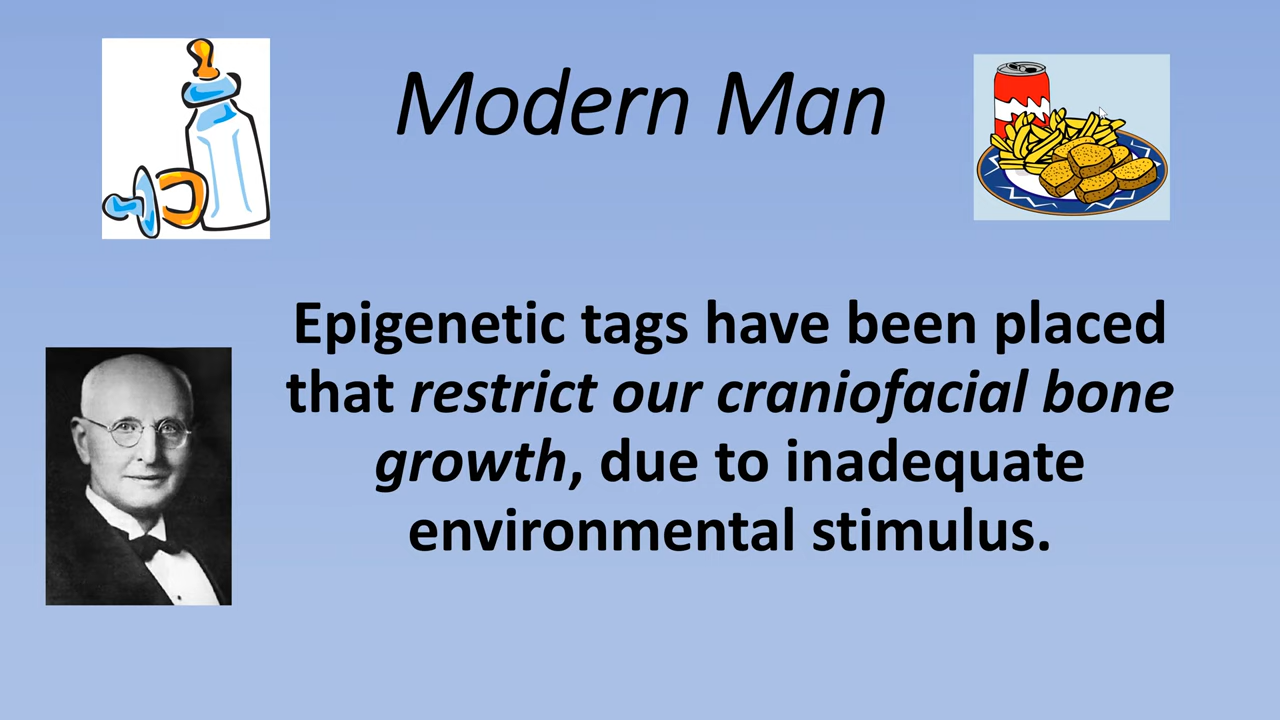 Modern Man
Epigenetic tags have been placed
that restrict our craniofacial bone
growth, due to inadequate
environmental stimulus.